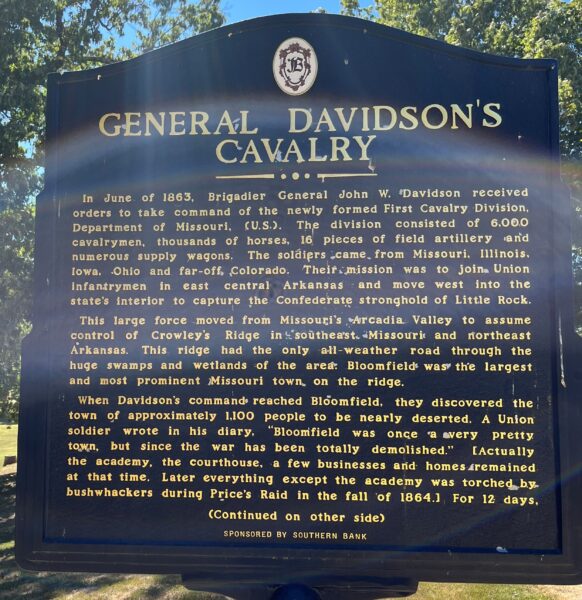 B
GENERAL DAVIDSON'S
CAVALRY
In June of 1863, Brigadier General John W. Davidson received
orders to take command of the newly formed First Cavalry Division,
Department of Missouri, (U.S.). The division consisted of 6,000
cavalrymen, thousands of horses, 16 pieces of field artillery and
numerous supply wagons. The soldiers came from Missouri, Illinois,
Iowa, Ohio and far-off, Colorado. Their mission was to join Union
infantrymen in east central Arkansas and move west into the
state's interior to capture the Confederate stronghold of Little Rock.
This large force moved from Missouri's Arcadia Valley to assume
control of Crowley's Ridge in southeast Missouri and northeast
Arkansas. This ridge had the only all-weather road through the
huge swamps and wetlands of the area. Bloomfield was the largest
and most prominent Missouri town on the ridge.
When Davidson's command reached Bloomfield, they discovered the
town of approximately 1,100 people to be nearly deserted. A Union
soldier wrote in his diary, "Bloomfield was once a very pretty
town, but since the war has been totally demolished." [Actually
the academy, the courthouse, a few businesses and homes remained
at that time. Later everything except the academy was torched by
bushwhackers during Price's Raid in the fall of 1864.] For 12 days,
(Continued on other side)
SPONSORED BY SOUTHERN BANK